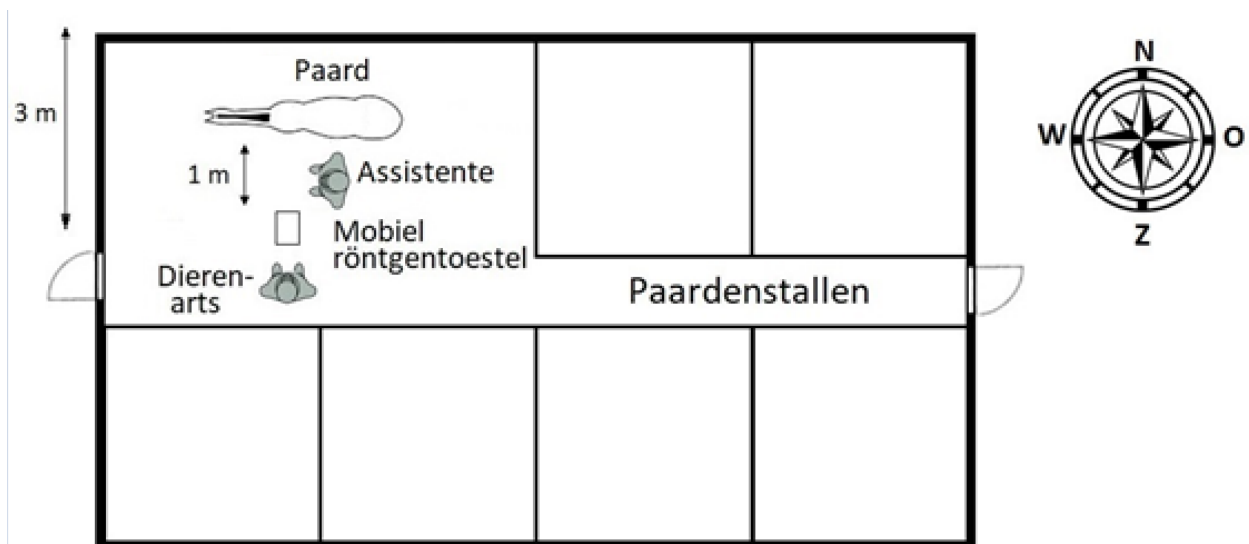 N
Paard
3 m
W
O
1 m
Assistente
Z
Mobiel
röntgentoestel
Dieren-
arts
Paardenstallen